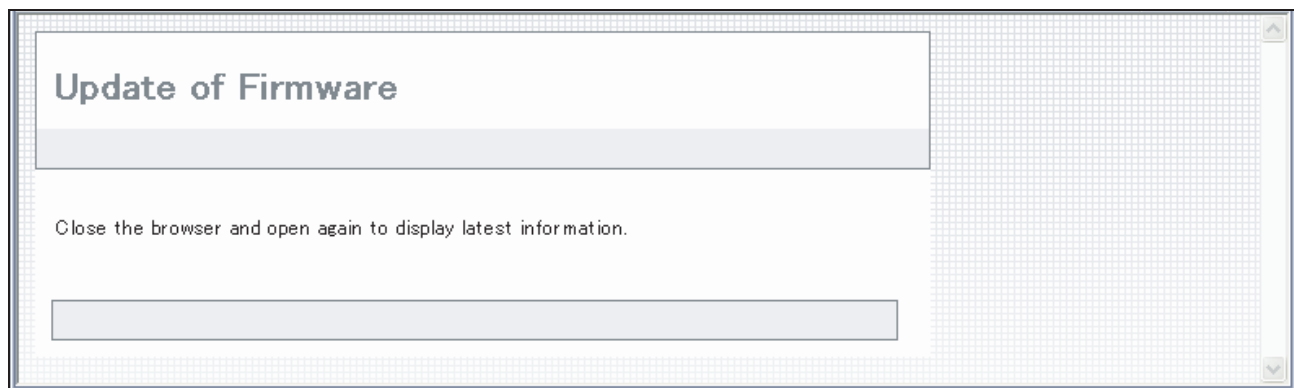 Update of Firmware
Close the browser and open again to display latest information.